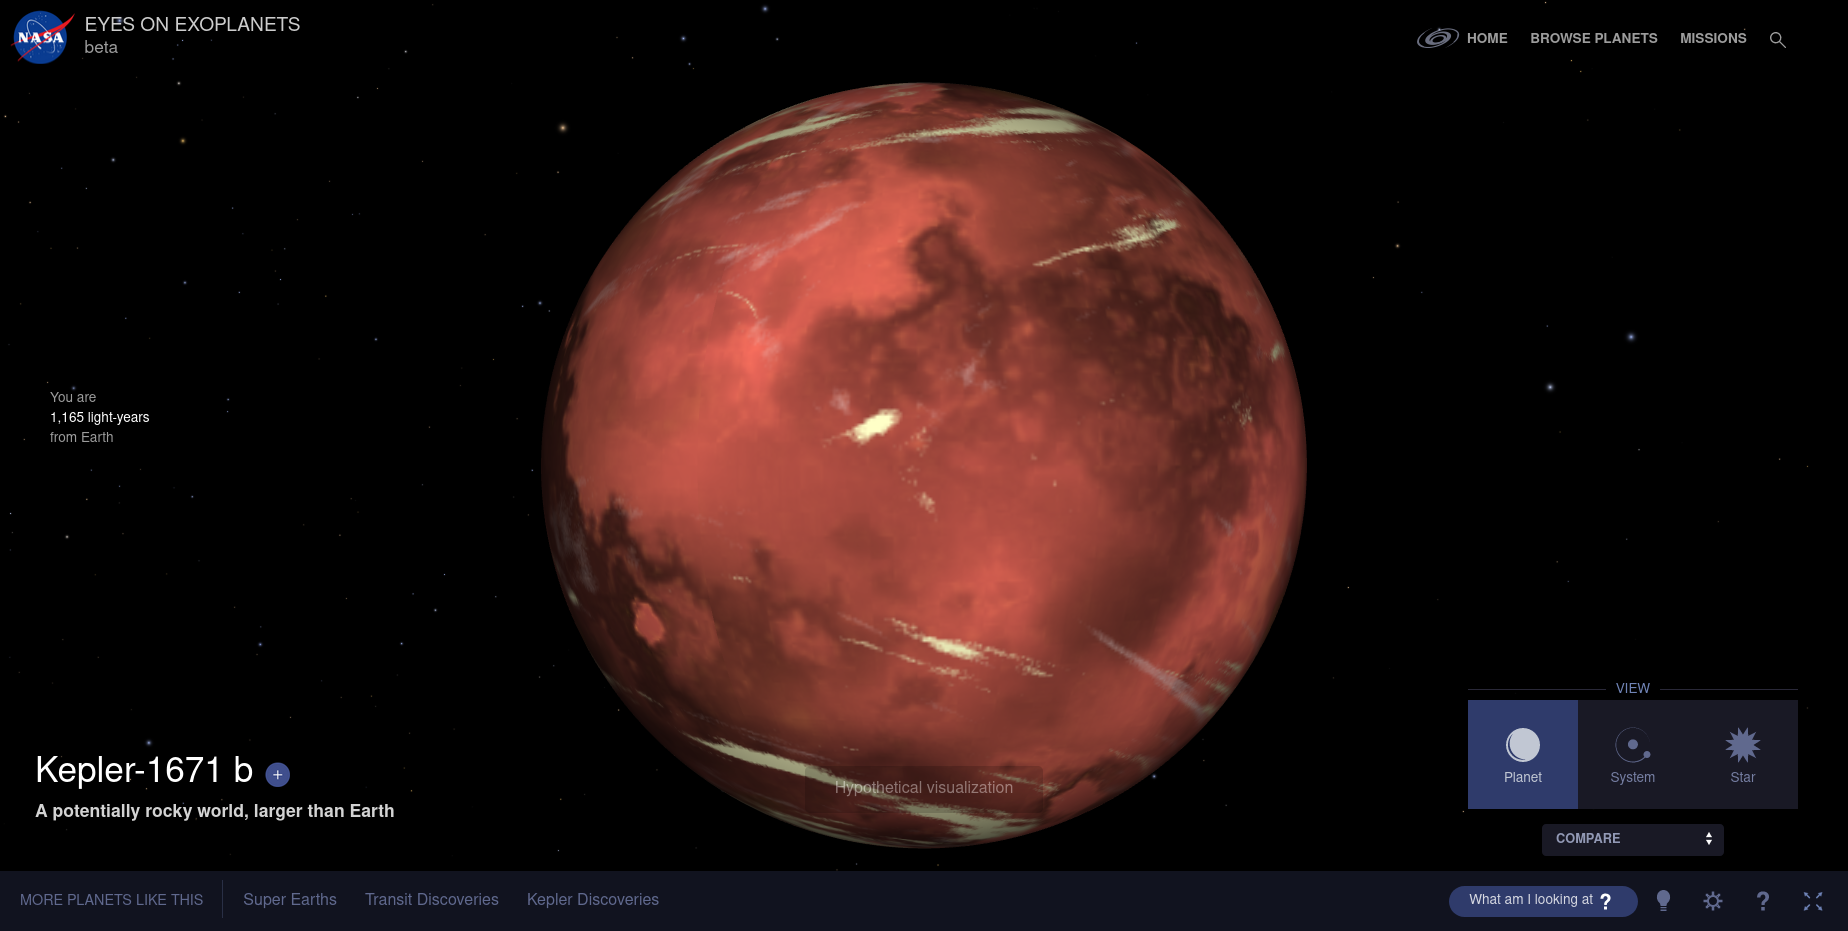 NASA
EYES ON EXOPLANETS
beta
HOME
BROWSE PLANETS
MISSIONS
You are
1,165 light-years
from Earth
VIEW
Planet
System
Star
COMPARE
Kepler-1671 b +
A potentially rocky world, larger than Earth
Hypothetical visualization
MORE PLANETS LIKE THIS
Super Earths
Transit Discoveries
Kepler Discoveries
What am I looking at ?
?